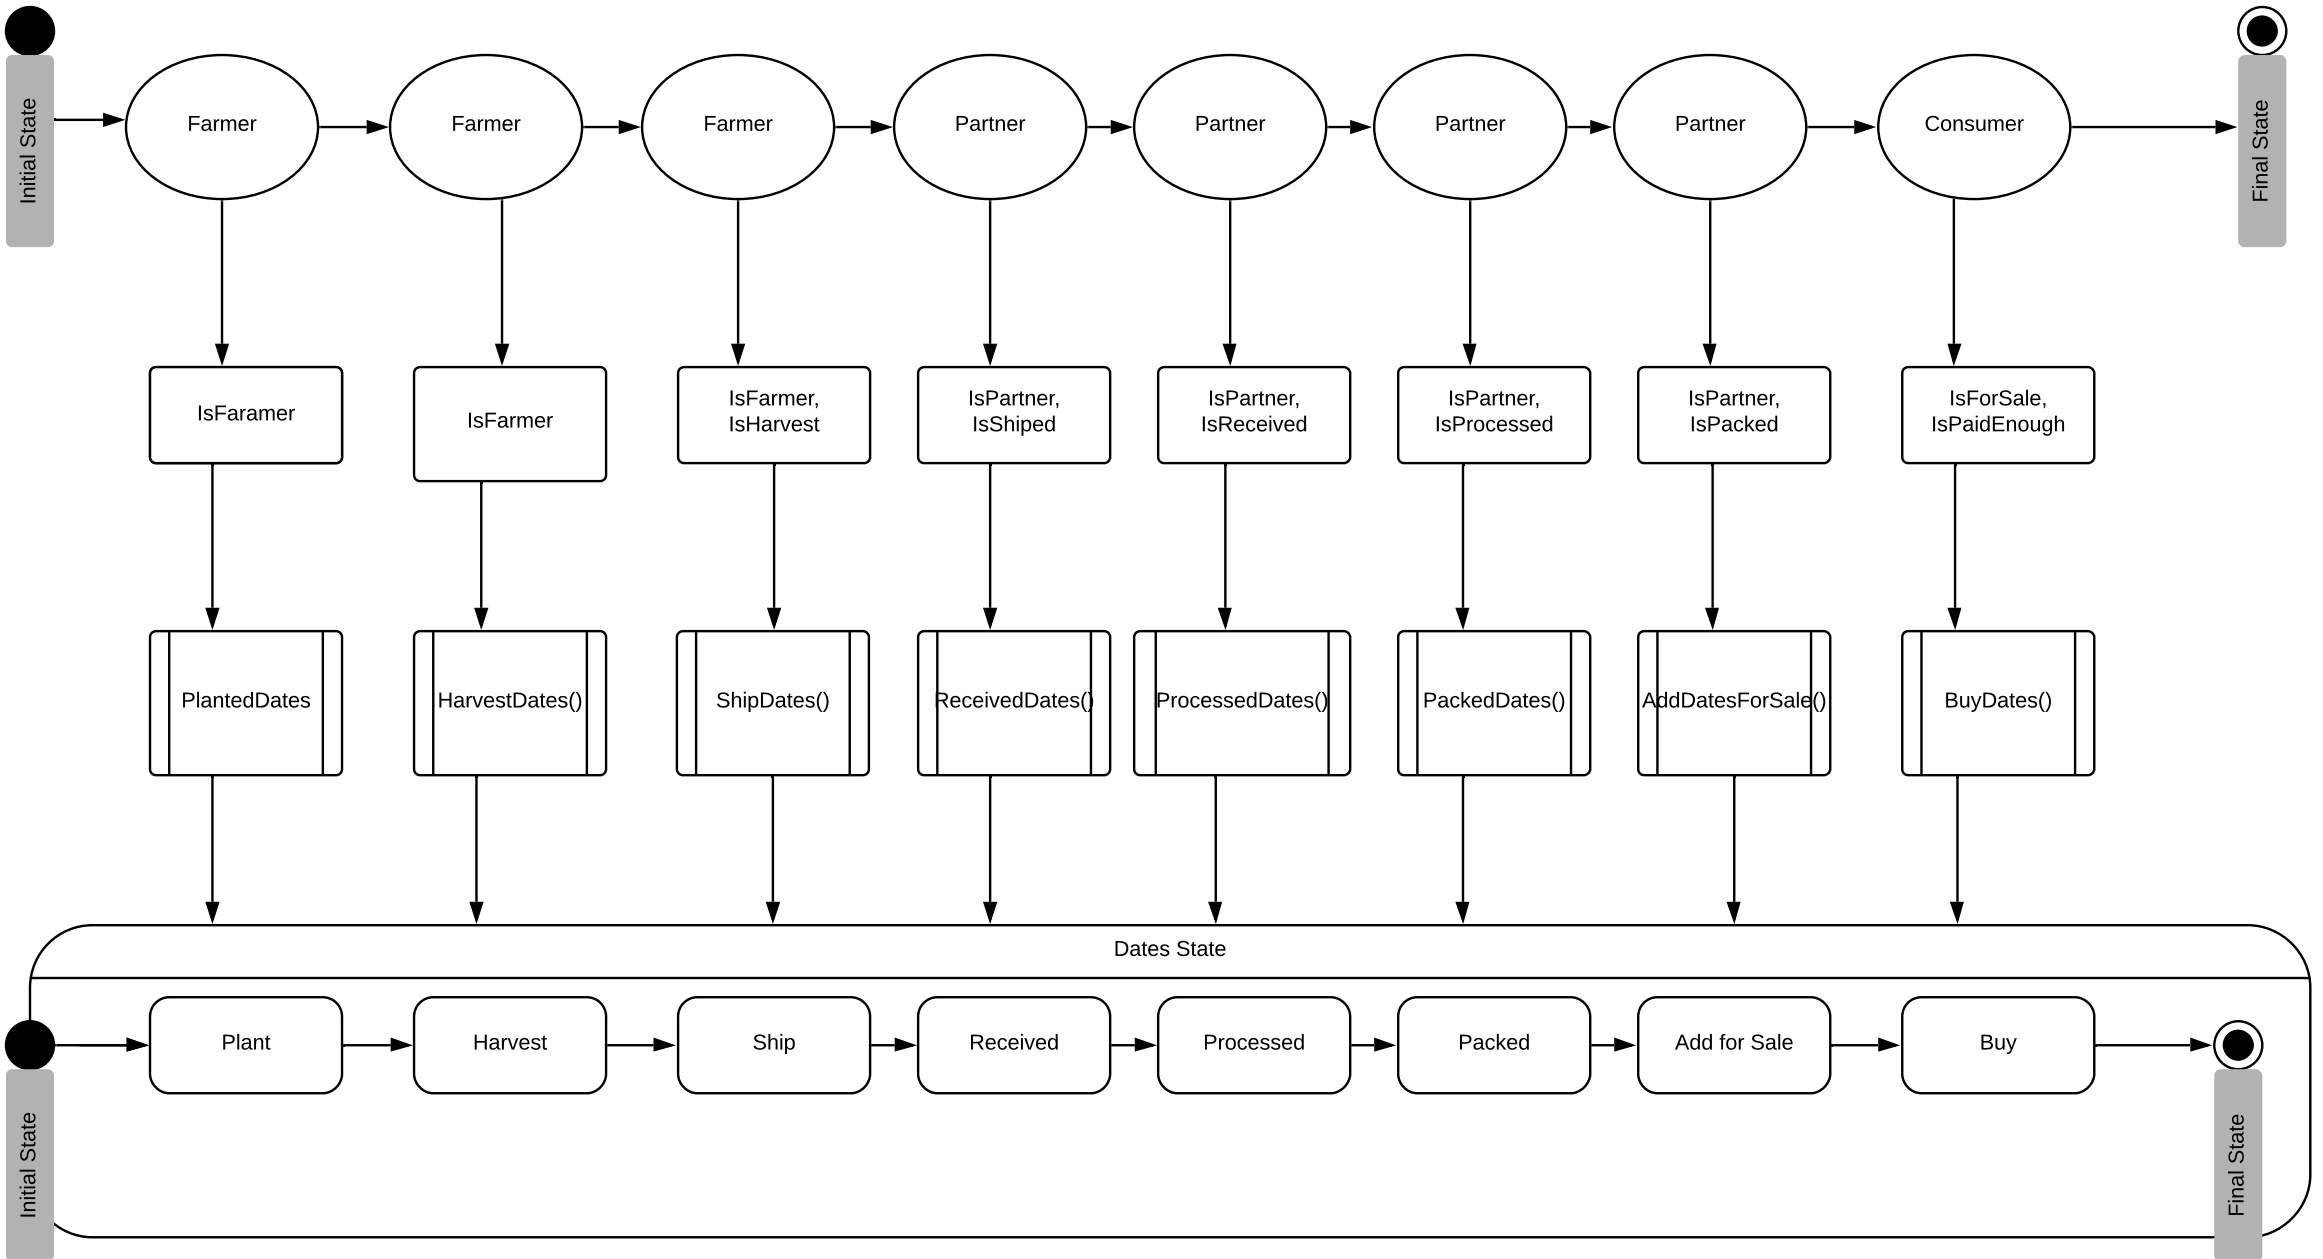 Initial State
Farmer
Farmer
Farmer
Partner
Partner
Partner
Partner
Consumer
Final State
IsFaramer
IsFarmer
IsFarmer,
IsHarvest
IsPartner,
IsShiped
IsPartner,
IsReceived
IsPartner,
IsProcessed
IsPartner,
IsPacked
IsForSale,
IsPaidEnough
PlantedDates
HarvestDates()
ShipDates()
ReceivedDates()
ProcessedDates()
PackedDates()
AddDatesForSale()
BuyDates()
Dates State
Initial State
Plant
Harvest
Ship
Received
Processed
Packed
Add for Sale
Buy
Final State